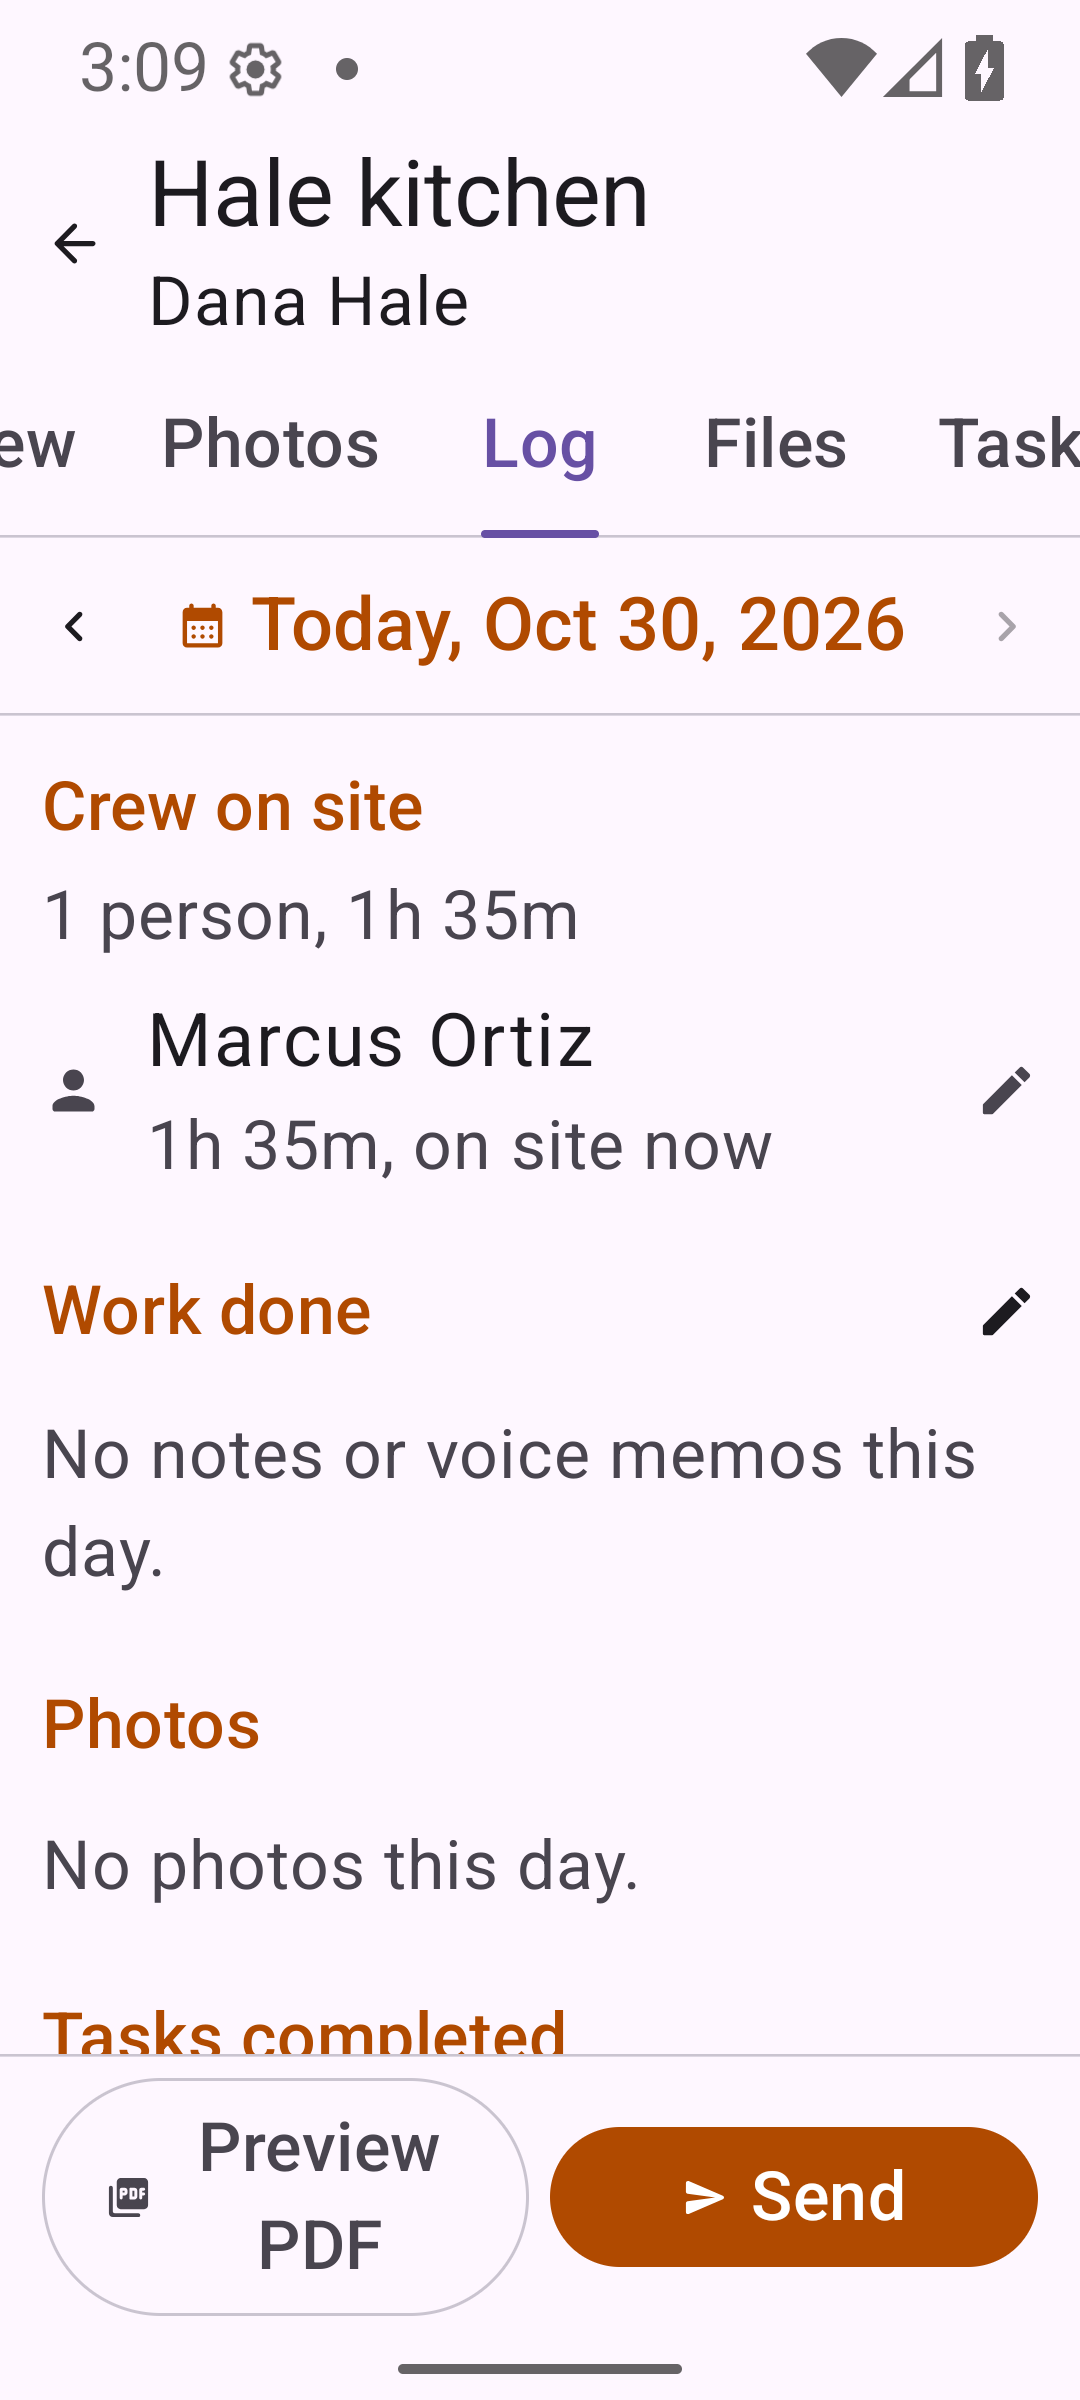 3:09
Hale kitchen
Dana Hale
ew Photos Log Files Task
Today, Oct 30, 2026
Crew on site
1 person, 1h 35m
Marcus Ortiz
1h 35m, on site now
Work done
No notes or voice memos this
day.
Photos
No photos this day.
Tasks completed
Preview
PDF
PDF
Send